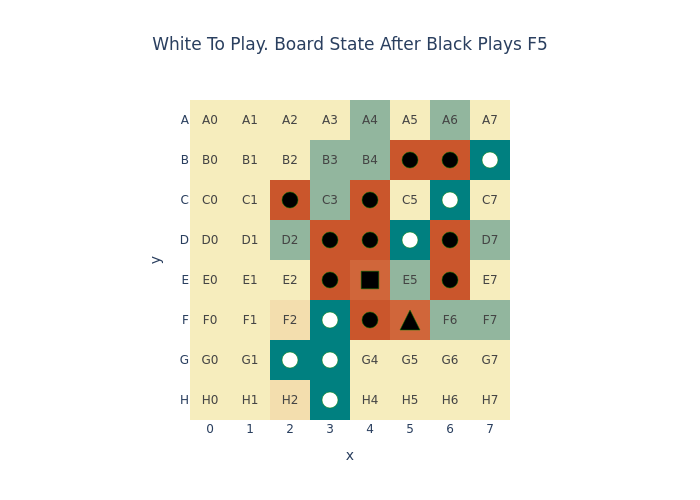 White To Play. Board State After Black Plays F5
A A0 A1 A2 A3 A4 A5 A6 A7
B B0 B1 B2 B3 B4
C C0 C1 C3 C5 C7
D D0 D1 D2 D7
E E0 E1 E2 E5 E7
F F0 F1 F2 F6 F7
G G0 G1 G4 G5 G6 G7
H H0 H1 H2 H4 H5 H6 H7
0 1 2 3 4 5 6 7
x
y